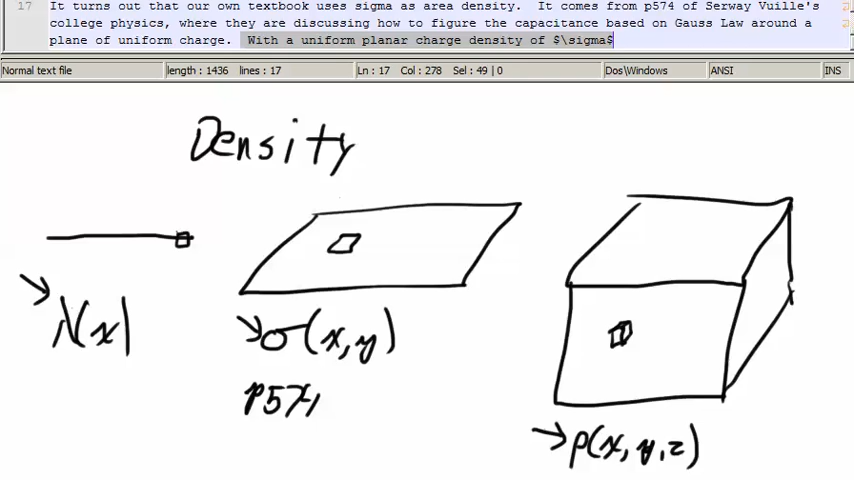 17 It turns out that our own textbook uses sigma as area density. It comes from p574 of Serway Vuille's
college physics, where they are discussing how to figure the capacitance based on Gauss Law around a
plane of uniform charge. With a uniform planar charge density of $\sigma$
Normal text file length : 1436 lines : 17 Ln : 17 Col : 278 Sel : 49 | 0 Dos\Windows ANSI INS
Density
λ(x)
σ(x,y)
p574
ρ(x,y,z)